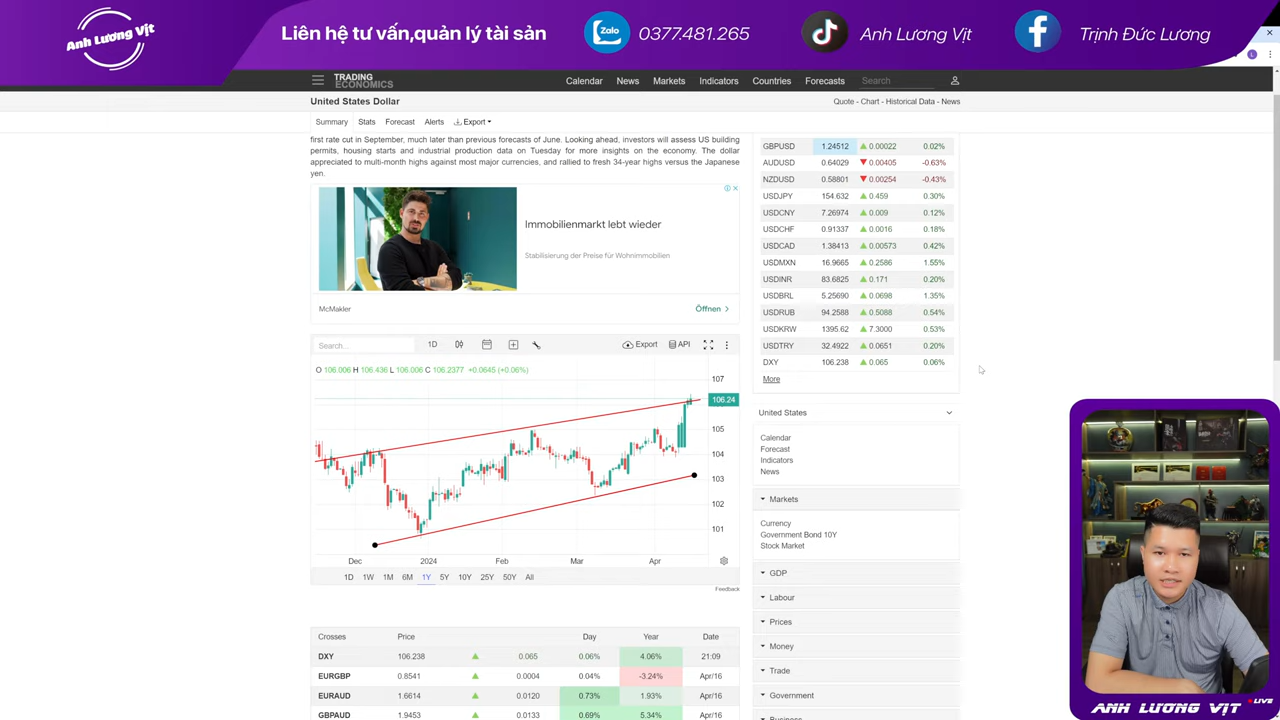 Anh Lương Vịt
Liên hệ tư vấn,quản lý tài sản
Zalo
0377.481.265
Anh Lương Vịt
Trịnh Đức Lương
TRADING
ECONOMICS
Calendar
News
Markets
Indicators
Countries
Forecasts
Search
United States Dollar
Quote - Chart - Historical Data - News
Summary
Stats
Forecast
Alerts
Export
first rate cut in September, much later than previous forecasts of June. Looking ahead, investors will assess US building
permits, housing starts and industrial production data on Tuesday for more insights on the economy. The dollar
appreciated to multi-month highs against most major currencies, and rallied to fresh 34-year highs versus the Japanese
yen.
Immobilienmarkt lebt wieder
Stabilisierung der Preise für Wohnimmobilien
McMakler
Öffnen
Search...
1D
Export
API
O 106.006 H 106.436 L 106.006 C 106.2377 +0.0645 (+0.06%)
107
106.24
105
104
103
102
101
Dec
2024
Feb
Mar
Apr
1D
1W
1M
6M
1Y
5Y
10Y
25Y
50Y
All
Feedback
Crosses Price Day Year Date
DXY 106.238 0.065 0.06% 4.06% 21:09
EURGBP 0.8541 0.0004 0.04% -3.24% Apr/16
EURAUD 1.6614 0.0120 0.73% 1.93% Apr/16
GBPAUD 1.9453 0.0133 0.69% 5.34% Apr/16
GBPUSD 1.24512 0.00022 0.02%
AUDUSD 0.64029 0.00405 -0.63%
NZDUSD 0.58801 0.00254 -0.43%
USDJPY 154.632 0.459 0.30%
USDCNY 7.26974 0.009 0.12%
USDCHF 0.91337 0.0016 0.18%
USDCAD 1.38413 0.00573 0.42%
USDMXN 16.9665 0.2586 1.55%
USDINR 83.6825 0.171 0.20%
USDBRL 5.25690 0.0698 1.35%
USDRUB 94.2588 0.5088 0.54%
USDKRW 1395.62 7.3000 0.53%
USDTRY 32.4922 0.0651 0.20%
DXY 106.238 0.065 0.06%
More
United States
Calendar
Forecast
Indicators
News
Markets
Currency
Government Bond 10Y
Stock Market
GDP
Labour
Prices
Money
Trade
Government
Business
ANH LƯƠNG VỊT
LIVE